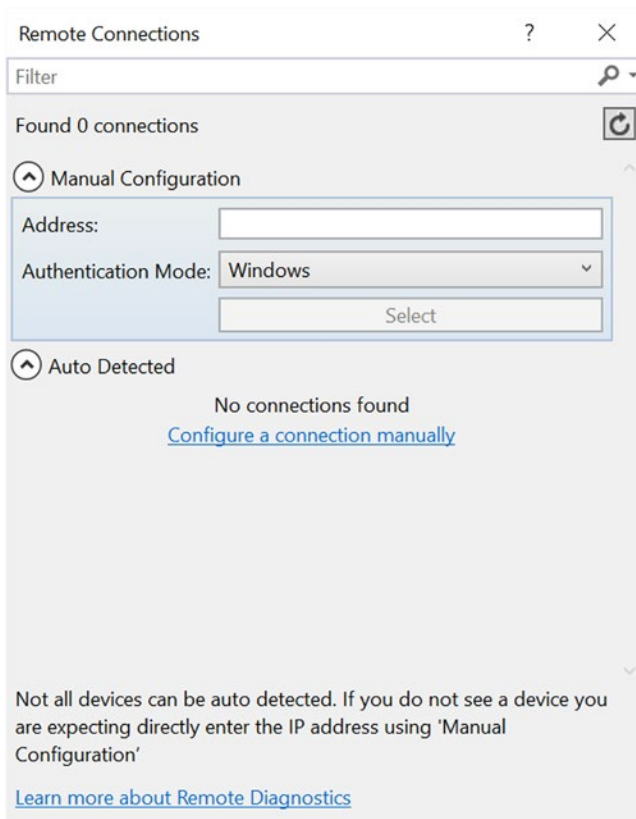 Remote Connections ?
Filter
Found 0 connections
Manual Configuration
Address:
Authentication Mode: Windows
Select
Auto Detected
No connections found
Configure a connection manually
Not all devices can be auto detected. If you do not see a device you
are expecting directly enter the IP address using 'Manual
Configuration'
Learn more about Remote Diagnostics